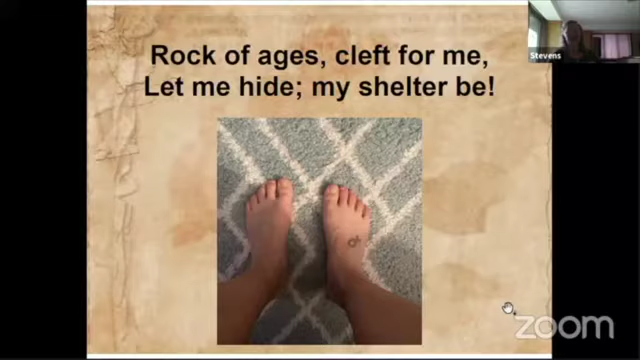 Rock of ages, cleft for me,
Let me hide; my shelter be!
Stevens
zoom